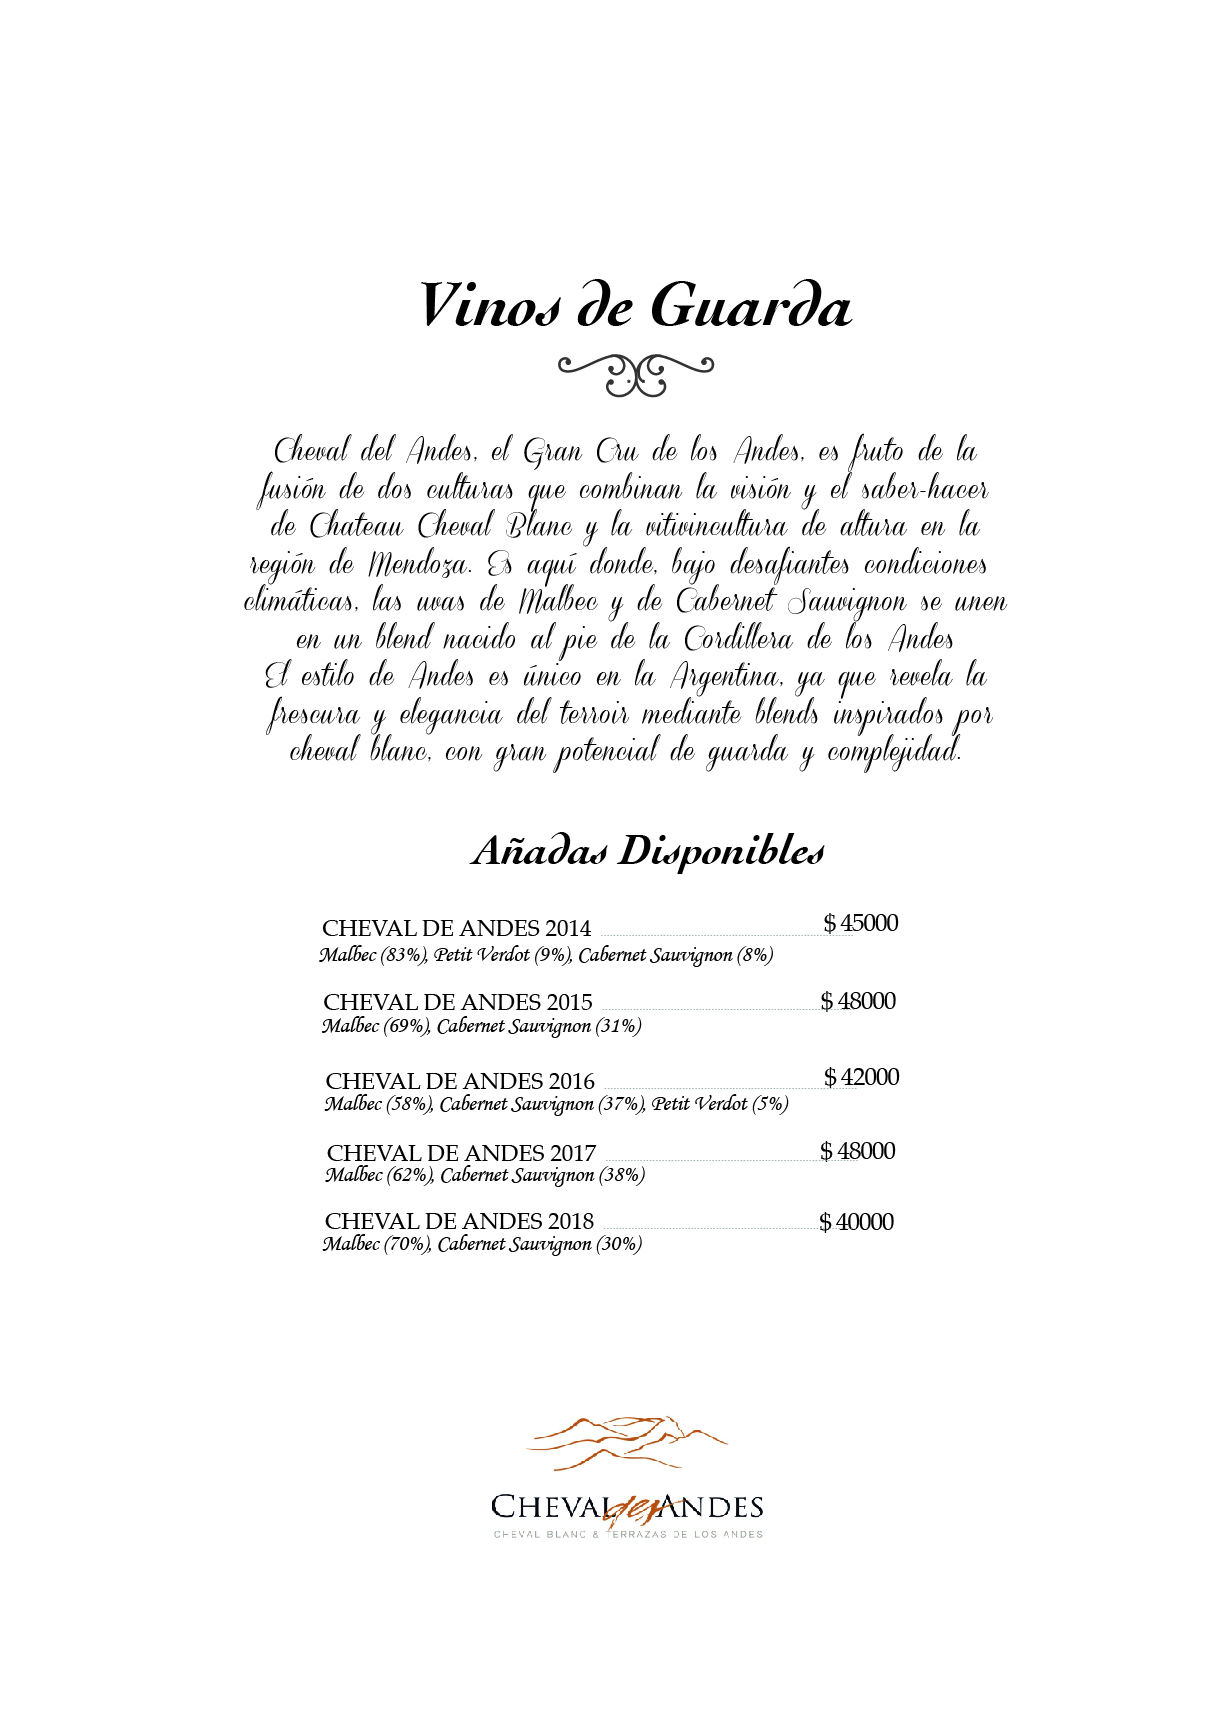 Vinos de Guarda
Cheval del Andes, el Gran Cru de los Andes, es fruto de la
fusión de dos culturas que combinan la visión y el saber-hacer
de Chateau Cheval Blanc y la vitivincultura de altura en la
región de Mendoza. Es aquí donde, bajo desafiantes condiciones
climáticas, las uvas de Malbec y de Cabernet Sauvignon se unen
en un blend nacido al pie de la Cordillera de los Andes
El estilo de Andes es único en la Argentina, ya que revela la
frescura y elegancia del terroir mediante blends inspirados por
cheval blanc, con gran potencial de guarda y complejidad.
Añadas Disponibles
CHEVAL DE ANDES 2014 $ 45000
Malbec (83%), Petit Verdot (9%), Cabernet Sauvignon (8%)
CHEVAL DE ANDES 2015 $ 48000
Malbec (69%), Cabernet Sauvignon (31%)
CHEVAL DE ANDES 2016 $ 42000
Malbec (58%), Cabernet Sauvignon (37%), Petit Verdot (5%)
CHEVAL DE ANDES 2017 $ 48000
Malbec (62%), Cabernet Sauvignon (38%)
CHEVAL DE ANDES 2018 $ 40000
Malbec (70%), Cabernet Sauvignon (30%)
CHEVAL des ANDES
CHEVAL BLANC & TERRAZAS DE LOS ANDES